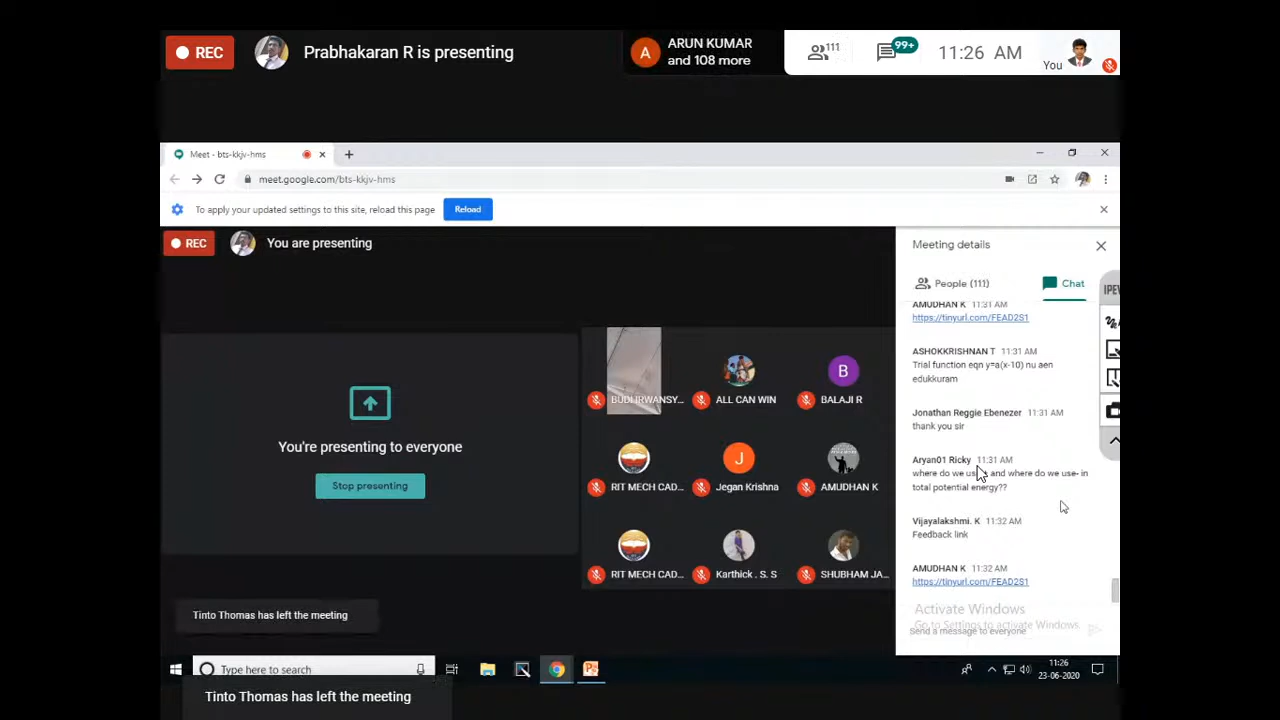 REC
Prabhakaran R is presenting
A
ARUN KUMAR
and 108 more
111
99+
11:26 AM
You
Meet - bts-kkjv-hms
meet.google.com/bts-kkjv-hms
To apply your updated settings to this site, reload this page
Reload
REC
You are presenting
You're presenting to everyone
Stop presenting
BUDI IRWANSY...
ALL CAN WIN
B
BALAJI R
RIT MECH CAD...
J
Jegan Krishna
AMUDHAN K
RIT MECH CAD...
Karthick . S. S
SHUBHAM JA...
Meeting details
People (111)
Chat
AMUDHAN K 11:31 AM
https://tinyurl.com/FEAD2S1
ASHOKKRISHNAN T 11:31 AM
Trial function eqn y=a(x-10) nu aen
edukkuram
Jonathan Reggie Ebenezer 11:31 AM
thank you sir
Aryan01 Ricky 11:31 AM
where do we and where do we use- in
total potential energy??
Vijayalakshmi. K 11:32 AM
Feedback link
AMUDHAN K 11:32 AM
https://tinyurl.com/FEAD2S1
Activate Windows
Go to Settings to activate Windows.
Send a message to everyone
Tinto Thomas has left the meeting
Type here to search
11:26
23-06-2020
Tinto Thomas has left the meeting